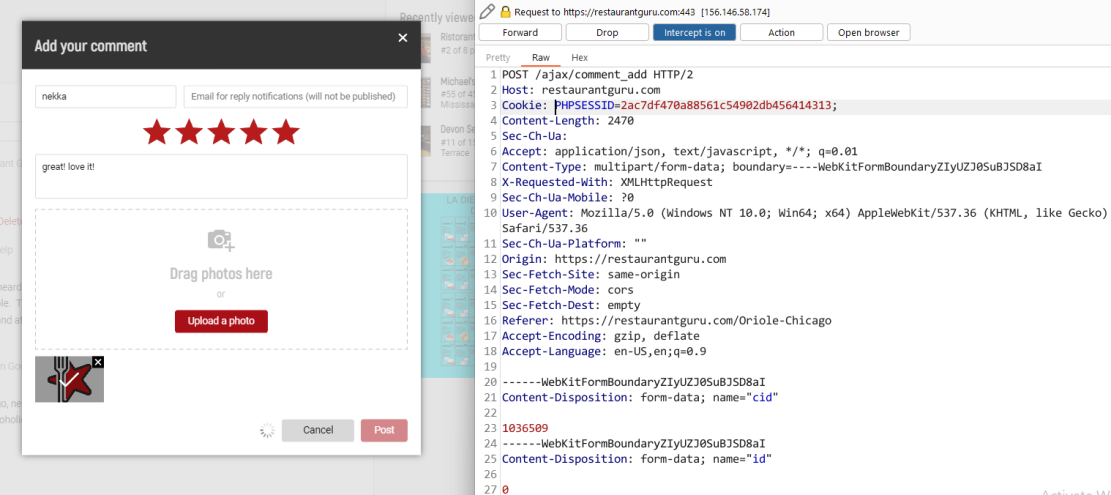 Recently viewe
Add your comment
Ristorant
#2 of 8 p
nekka
Email for reply notifications (will not be published)
Michael's
#55 of 4
Mississa
great! love it!
Devon Se
#11 of 15
Terrace
Drag photos here
or
Upload a photo
Cancel
Post
Request to https://restaurantguru.com:443 [156.146.58.174]
Forward
Drop
Intercept is on
Action
Open browser
Pretty
Raw
Hex
1 POST /ajax/comment_add HTTP/2
2 Host: restaurantguru.com
3 Cookie: PHPSESSID=2ac7df470a88561c54902db456414313;
4 Content-Length: 2470
5 Sec-Ch-Ua:
6 Accept: application/json, text/javascript, */*; q=0.01
7 Content-Type: multipart/form-data; boundary=----WebKitFormBoundaryZIyUZJ0SuBJSD8aI
8 X-Requested-With: XMLHttpRequest
9 Sec-Ch-Ua-Mobile: ?0
10 User-Agent: Mozilla/5.0 (Windows NT 10.0; Win64; x64) AppleWebKit/537.36 (KHTML, like Gecko)
Safari/537.36
11 Sec-Ch-Ua-Platform: ""
12 Origin: https://restaurantguru.com
13 Sec-Fetch-Site: same-origin
14 Sec-Fetch-Mode: cors
15 Sec-Fetch-Dest: empty
16 Referer: https://restaurantguru.com/Oriole-Chicago
17 Accept-Encoding: gzip, deflate
18 Accept-Language: en-US,en;q=0.9
19
20 ------WebKitFormBoundaryZIyUZJ0SuBJSD8aI
21 Content-Disposition: form-data; name="cid"
22
23 1036509
24 ------WebKitFormBoundaryZIyUZJ0SuBJSD8aI
25 Content-Disposition: form-data; name="id"
26
27 0